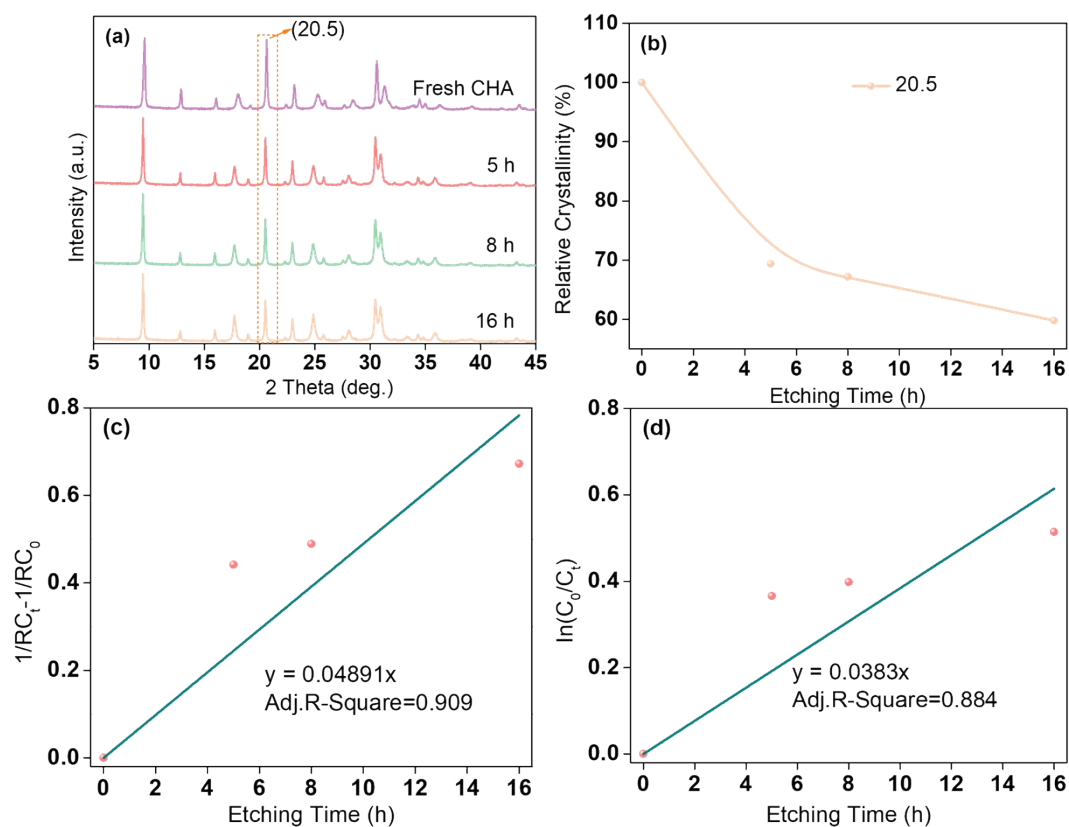 (a)
(20.5)
Fresh CHA
5 h
8 h
16 h
Intensity (a.u.)
5 10 15 20 25 30 35 40 45
2 Theta (deg.)
(b)
20.5
110
100
90
80
70
60
Relative Crystallinity (%)
0 2 4 6 8 10 12 14 16
Etching Time (h)
(c)
0.8
0.6
0.4
0.2
0.0
1/RCt-1/RC0
y = 0.04891x
Adj.R-Square=0.909
0 2 4 6 8 10 12 14 16
Etching Time (h)
(d)
0.8
0.6
0.4
0.2
0.0
ln(C0/Ct)
y = 0.0383x
Adj.R-Square=0.884
0 2 4 6 8 10 12 14 16
Etching Time (h)